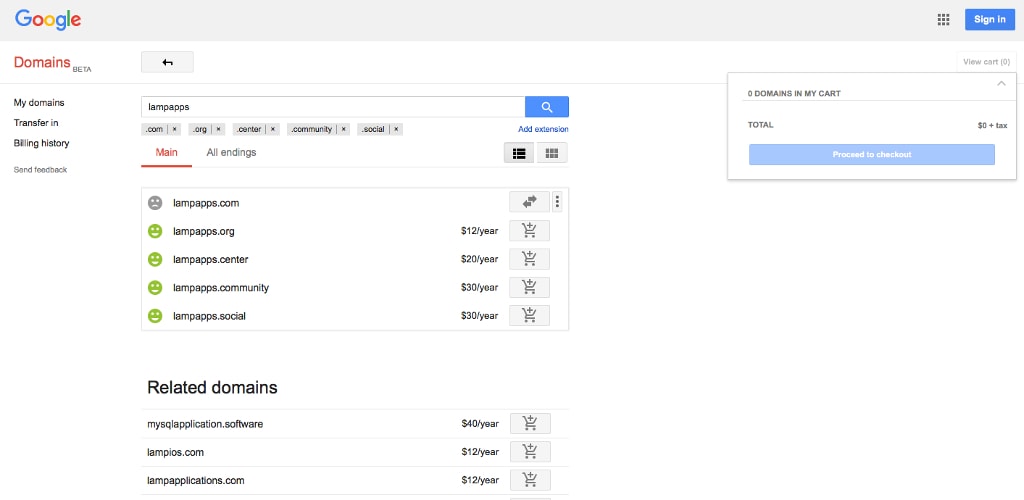 Google
Sign in
Domains BETA
View cart (0)
My domains
Transfer in
Billing history
Send feedback
lampapps
.com × .org × .center × .community × .social ×
Add extension
Main All endings
lampapps.com
lampapps.org $12/year
lampapps.center $20/year
lampapps.community $30/year
lampapps.social $30/year
Related domains
mysqlapplication.software $40/year
lampios.com $12/year
lampapplications.com $12/year
0 DOMAINS IN MY CART
TOTAL $0 + tax
Proceed to checkout